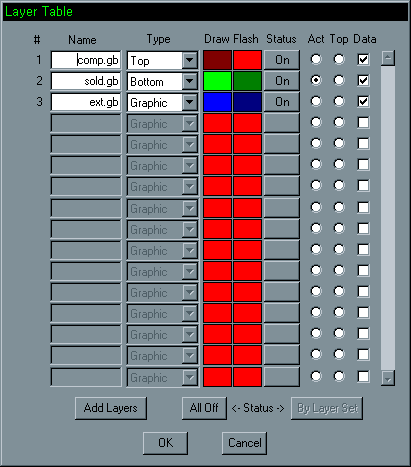 Layer Table
# Name Type Draw Flash Status Act Top Data
1 comp.gb Top On
2 sold.gb Bottom On
3 ext.gb Graphic On
Graphic
Graphic
Graphic
Graphic
Graphic
Graphic
Graphic
Graphic
Graphic
Graphic
Graphic
Graphic
Graphic
Add Layers All Off <- Status -> By Layer Set
OK Cancel